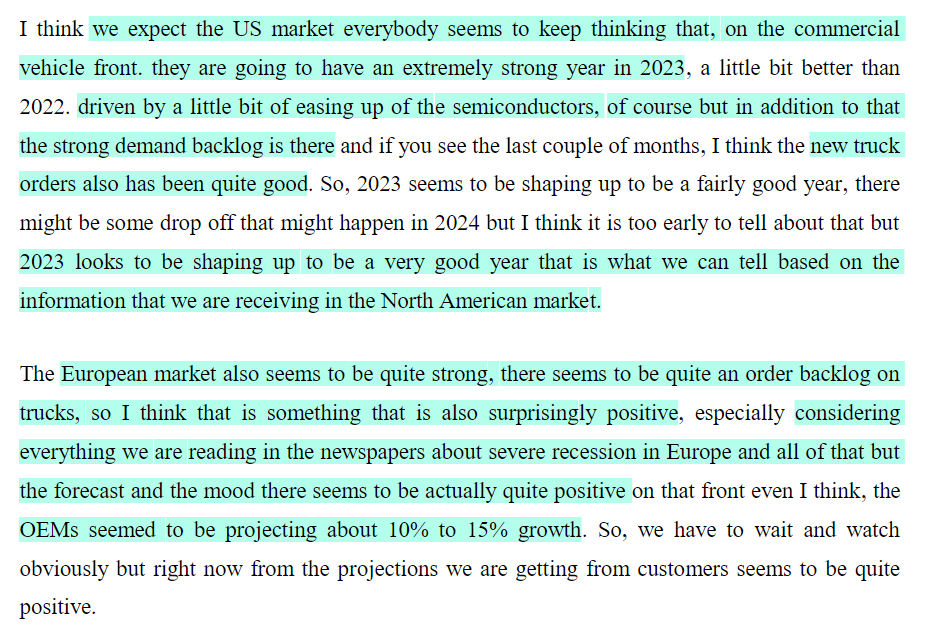 I think we expect the US market everybody seems to keep thinking that, on the commercial
vehicle front. they are going to have an extremely strong year in 2023, a little bit better than
2022. driven by a little bit of easing up of the semiconductors, of course but in addition to that
the strong demand backlog is there and if you see the last couple of months, I think the new truck
orders also has been quite good. So, 2023 seems to be shaping up to be a fairly good year, there
might be some drop off that might happen in 2024 but I think it is too early to tell about that but
2023 looks to be shaping up to be a very good year that is what we can tell based on the
information that we are receiving in the North American market.
The European market also seems to be quite strong, there seems to be quite an order backlog on
trucks, so I think that is something that is also surprisingly positive, especially considering
everything we are reading in the newspapers about severe recession in Europe and all of that but
the forecast and the mood there seems to be actually quite positive on that front even I think, the
OEMs seemed to be projecting about 10% to 15% growth. So, we have to wait and watch
obviously but right now from the projections we are getting from customers seems to be quite
positive.